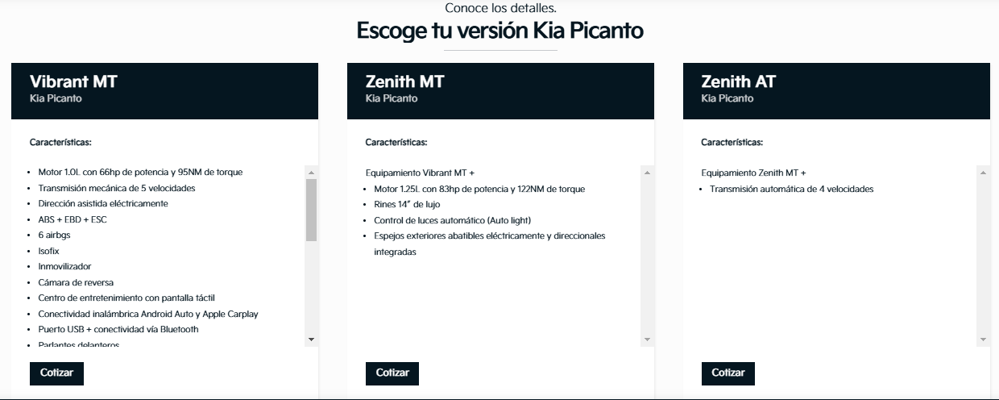 Conoce los detalles.
Escoge tu versión Kia Picanto
Vibrant MT
Kia Picanto
Características:
• Motor 1.0L con 66hp de potencia y 95NM de torque
• Transmisión mecánica de 5 velocidades
• Dirección asistida eléctricamente
• ABS + EBD + ESC
• 6 airbgs
• Isofix
• Inmovilizador
• Cámara de reversa
• Centro de entretenimiento con pantalla táctil
• Conectividad inalámbrica Android Auto y Apple Carplay
• Puerto USB + conectividad vía Bluetooth
• Parlantes delanteros
Cotizar
Zenith MT
Kia Picanto
Características:
Equipamiento Vibrant MT +
• Motor 1.25L con 83hp de potencia y 122NM de torque
• Rines 14" de lujo
• Control de luces automático (Auto light)
• Espejos exteriores abatibles eléctricamente y direccionales
integradas
Cotizar
Zenith AT
Kia Picanto
Características:
Equipamiento Zenith MT +
• Transmisión automática de 4 velocidades
Cotizar